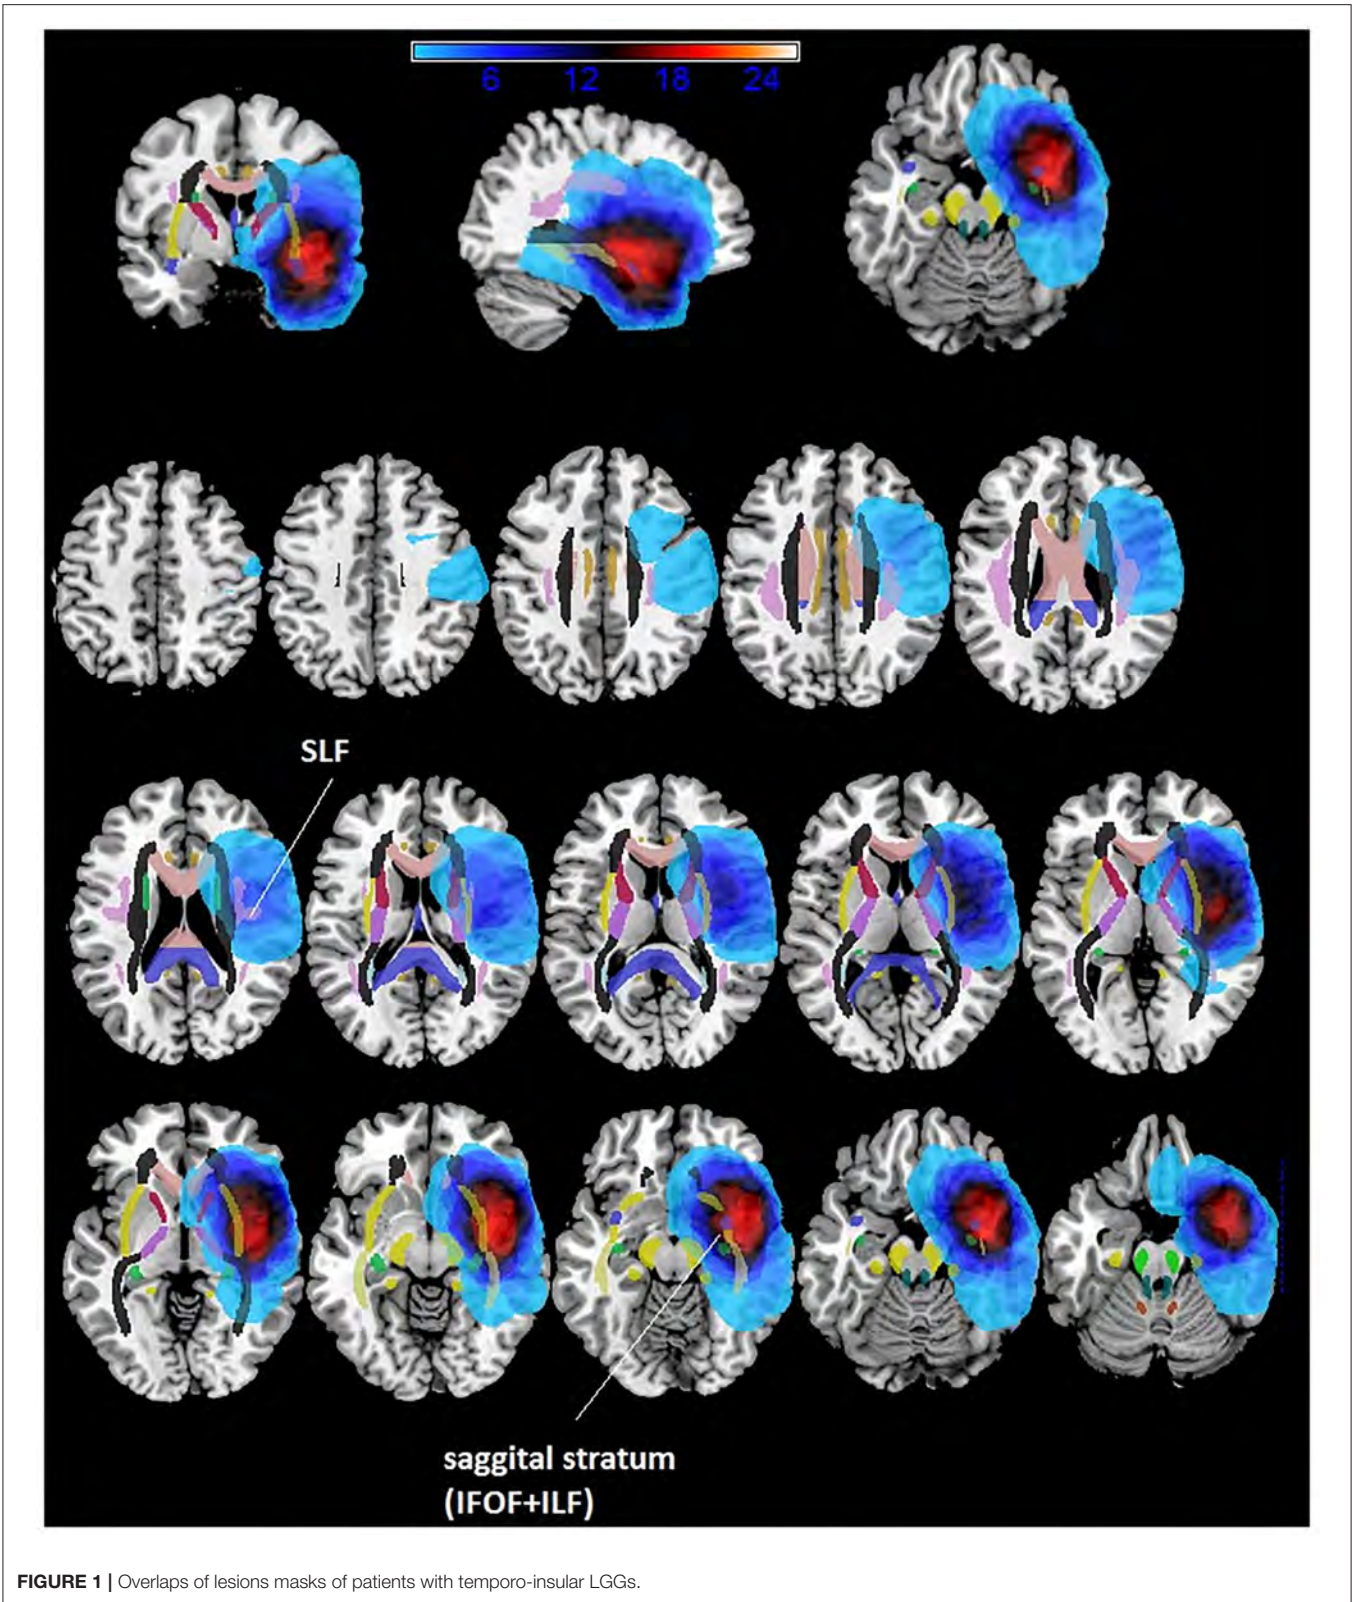 6 12 18 24
SLF
saggital stratum
(IFOF+ILF)
FIGURE 1 | Overlaps of lesions masks of patients with temporo-insular LGGs.